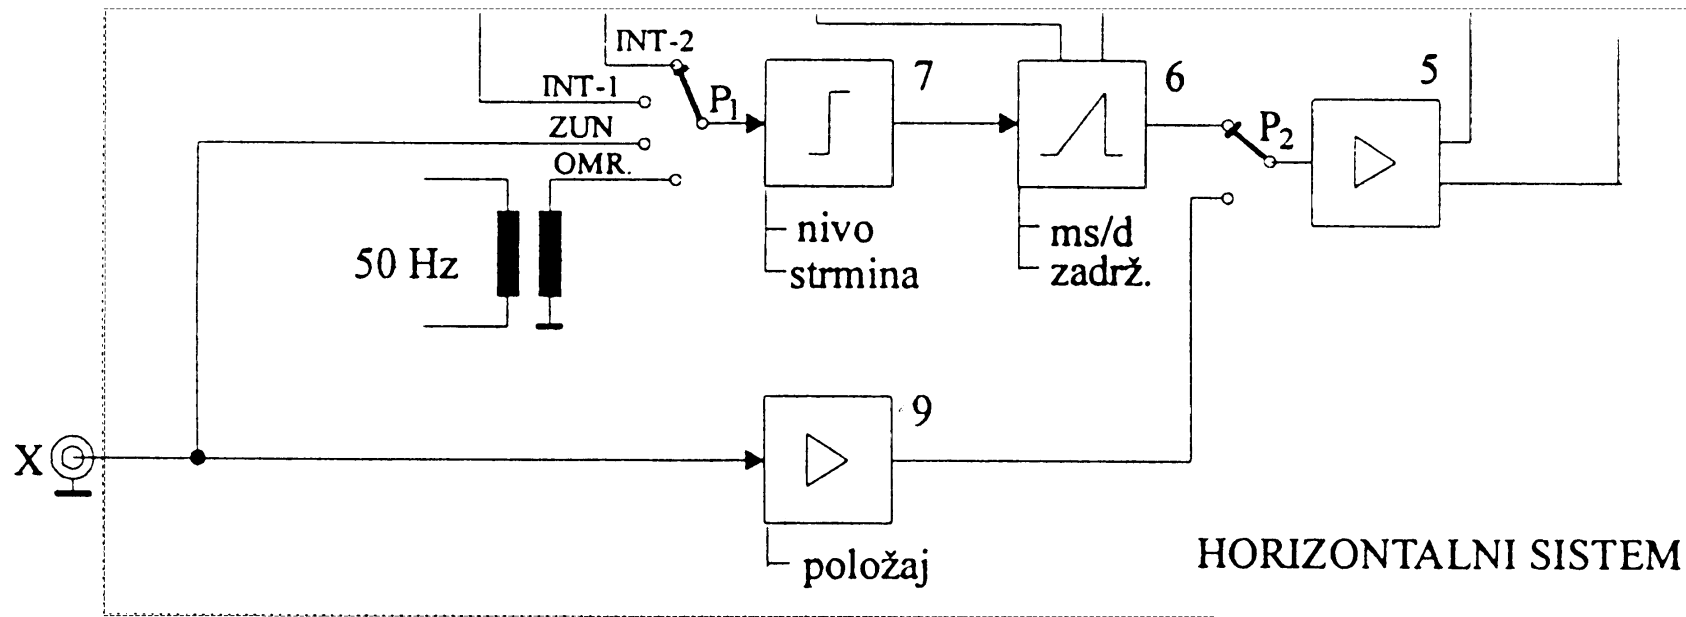 INT-2
7
6
5
INT-1
P1
P2
ZUN
OMR.
nivo
ms/d
50 Hz
strmina
zadrž.
9
X
HORIZONTALNI SISTEM
položaj